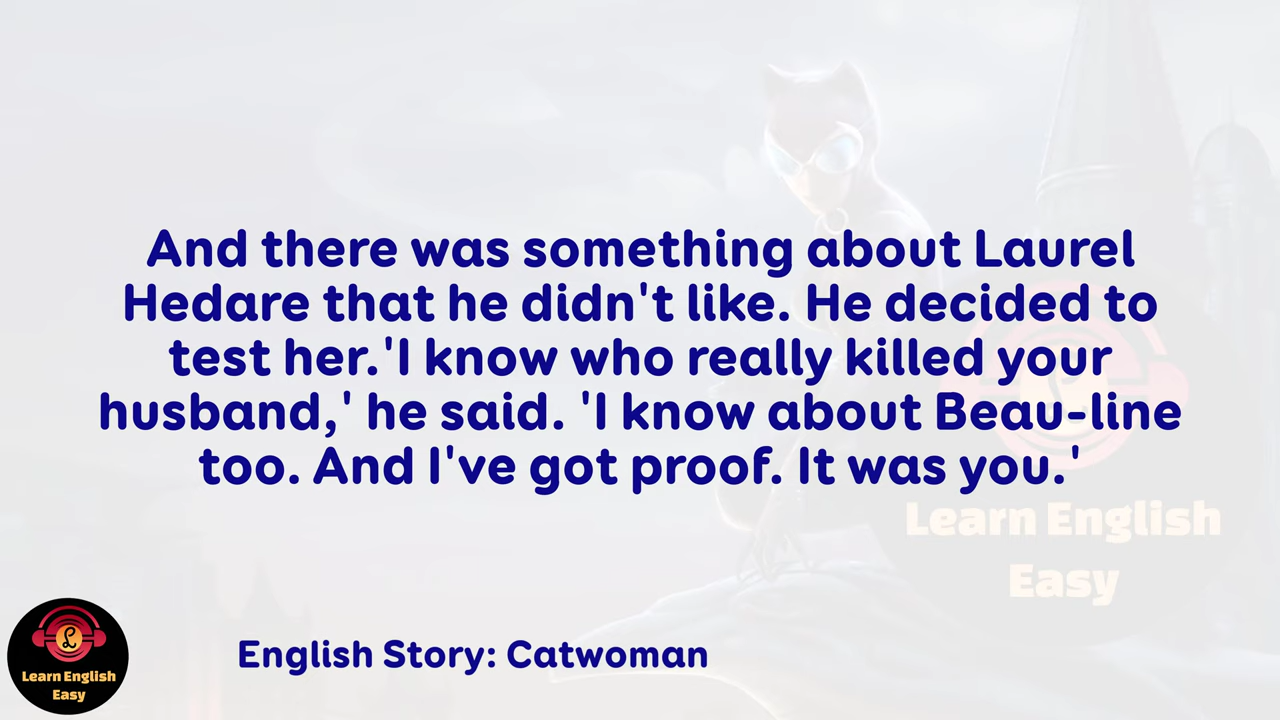 And there was something about Laurel
Hedare that he didn't like. He decided to
test her.'I know who really killed your
husband,' he said. 'I know about Beau-line
too. And I've got proof. It was you.'
Learn English
Easy
English Story: Catwoman
L
Learn English
Easy